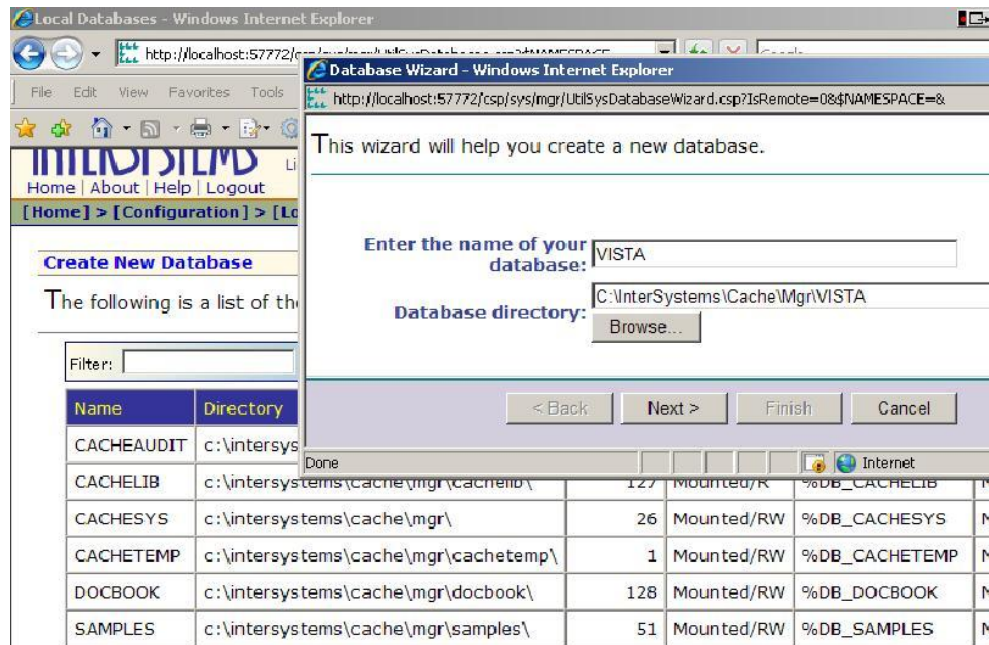 Local Databases - Windows Internet Explorer
http://localhost:57772/
File Edit View Favorites Tools
INTERSYSTEMS
Home | About | Help | Logout
[Home] > [Configuration] > [Lo
Create New Database
The following is a list of the
Filter:
Name Directory
CACHEAUDIT c:\intersys
CACHELIB c:\intersystems\cache\mgr\cachelib\ 127 Mounted/R %DB_CACHELIB
CACHESYS c:\intersystems\cache\mgr\ 26 Mounted/RW %DB_CACHESYS
CACHETEMP c:\intersystems\cache\mgr\cachetemp\ 1 Mounted/RW %DB_CACHETEMP
DOCBOOK c:\intersystems\cache\mgr\docbook\ 128 Mounted/RW %DB_DOCBOOK
SAMPLES c:\intersystems\cache\mgr\samples\ 51 Mounted/RW %DB_SAMPLES
Database Wizard - Windows Internet Explorer
http://localhost:57772/csp/sys/mgr/UtilSysDatabaseWizard.csp?IsRemote=0&$NAMESPACE=&
This wizard will help you create a new database.
Enter the name of your
database: VISTA
Database directory: C:\InterSystems\Cache\Mgr\VISTA
Browse...
< Back Next > Finish Cancel
Done Internet